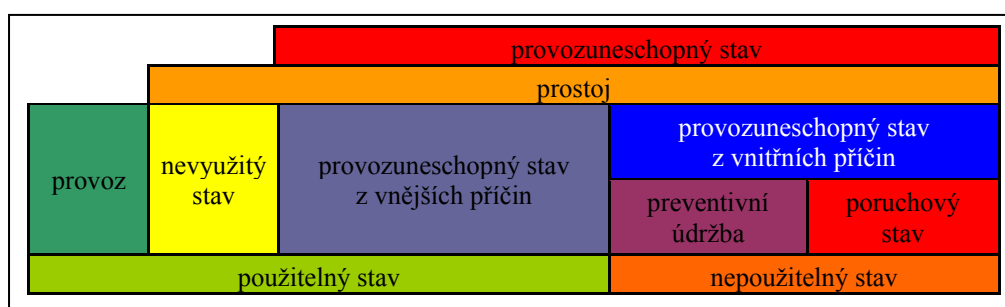 provozuneschopný stav
prostoj
provoz
nevyužitý
stav
provozuneschopný stav
z vnějších příčin
provozuneschopný stav
z vnitřních příčin
preventivní
údržba
poruchový
stav
použitelný stav
nepoužitelný stav